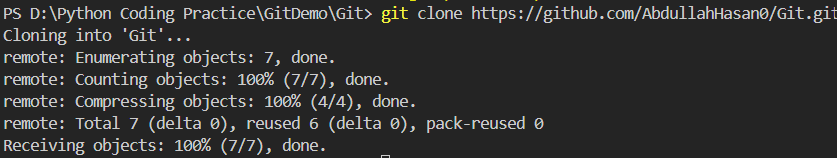 PS D:\Python Coding Practice\GitDemo\Git> git clone https://github.com/AbdullahHasan0/Git.git
Cloning into 'Git'...
remote: Enumerating objects: 7, done.
remote: Counting objects: 100% (7/7), done.
remote: Compressing objects: 100% (4/4), done.
remote: Total 7 (delta 0), reused 6 (delta 0), pack-reused 0
Receiving objects: 100% (7/7), done.